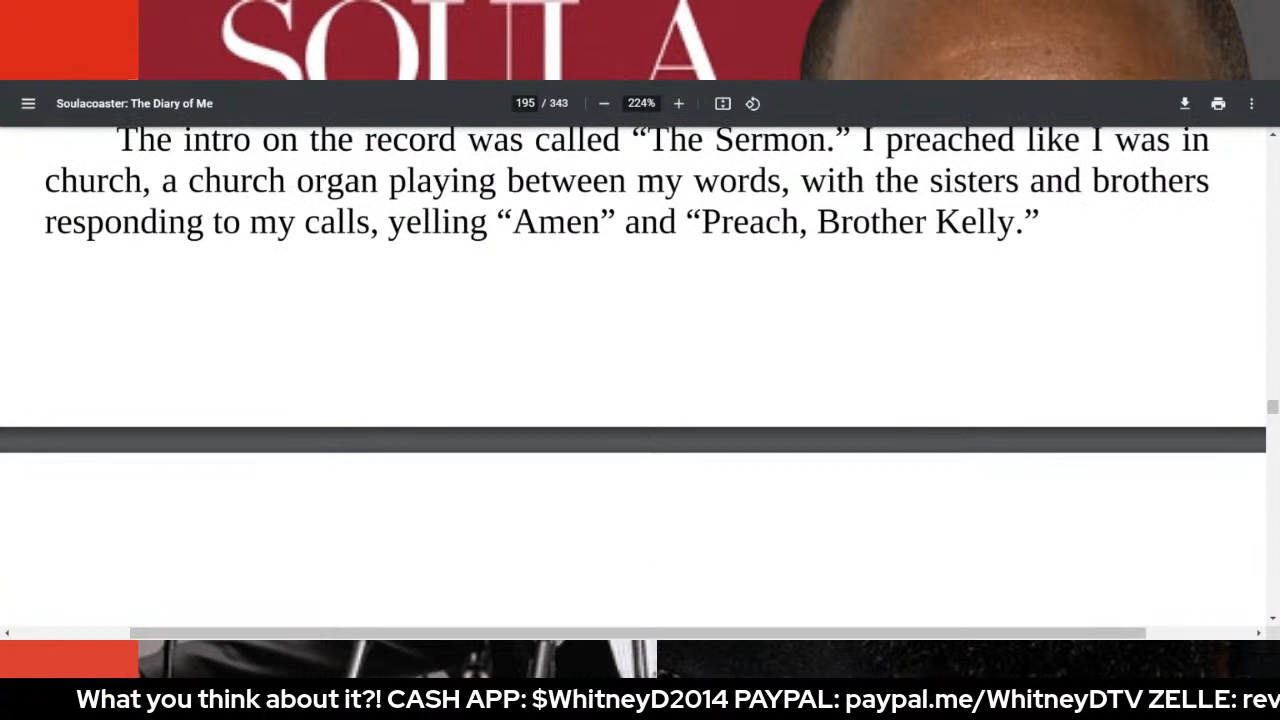 SOULA
Soulacoaster: The Diary of Me
195 / 343
224%
The intro on the record was called “The Sermon.” I preached like I was in
church, a church organ playing between my words, with the sisters and brothers
responding to my calls, yelling “Amen” and “Preach, Brother Kelly.”
What you think about it?! CASH APP: $WhitneyD2014 PAYPAL: paypal.me/WhitneyDTV ZELLE: rev